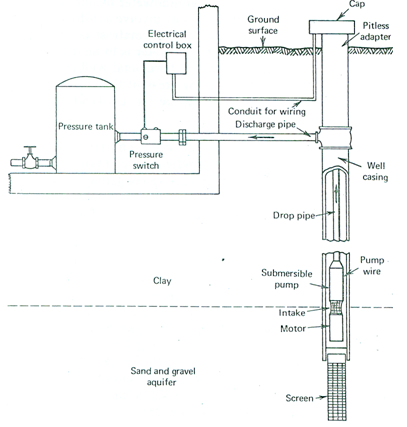 Cap
Electrical
control box
Ground
surface
Pitless
adapter
Conduit for wiring
Discharge pipe
Pressure tank
Pressure
switch
Well
casing
Drop pipe
Clay
Submersible
pump
Pump
wire
Intake
Motor
Sand and gravel
aquifer
Screen